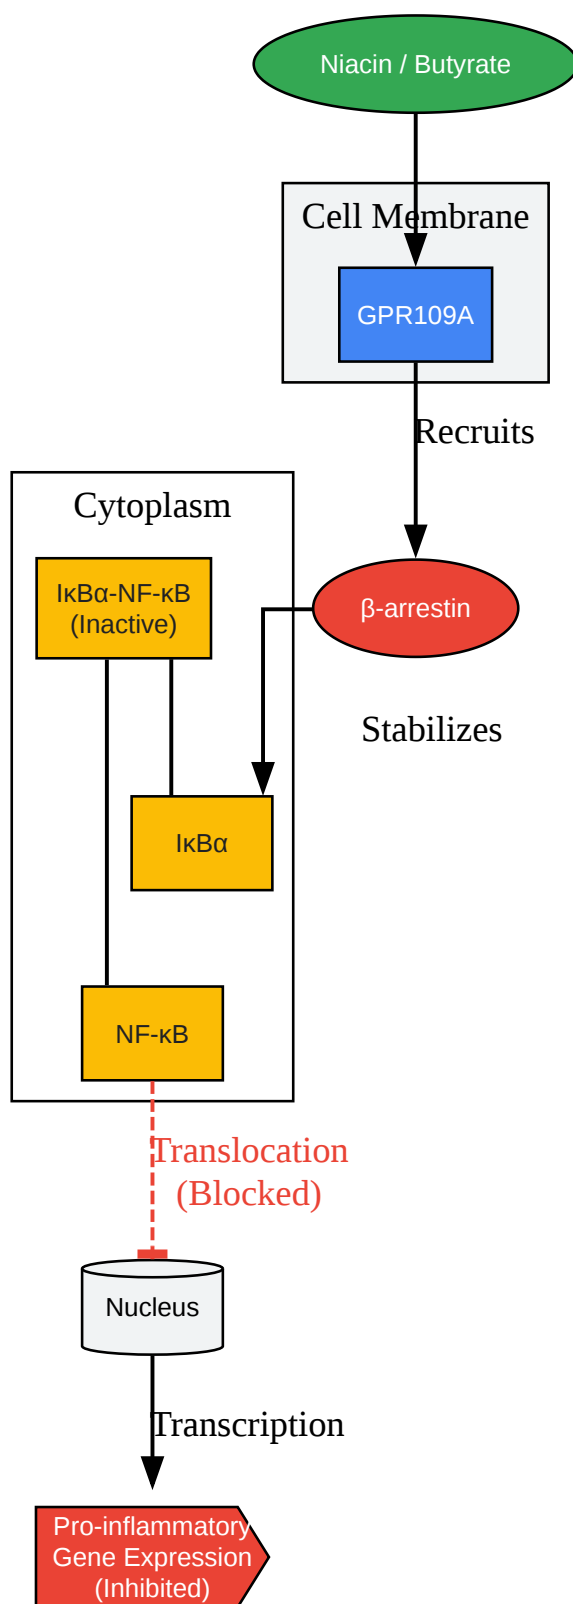 Niacin / Butyrate
Cell Membrane
GPR109A
Recruits
Cytoplasm
IκBα-NF-κB
(Inactive)
β-arrestin
Stabilizes
IκBα
NF-κB
Translocation
(Blocked)
Nucleus
Transcription
Pro-inflammatory
Gene Expression
(Inhibited)